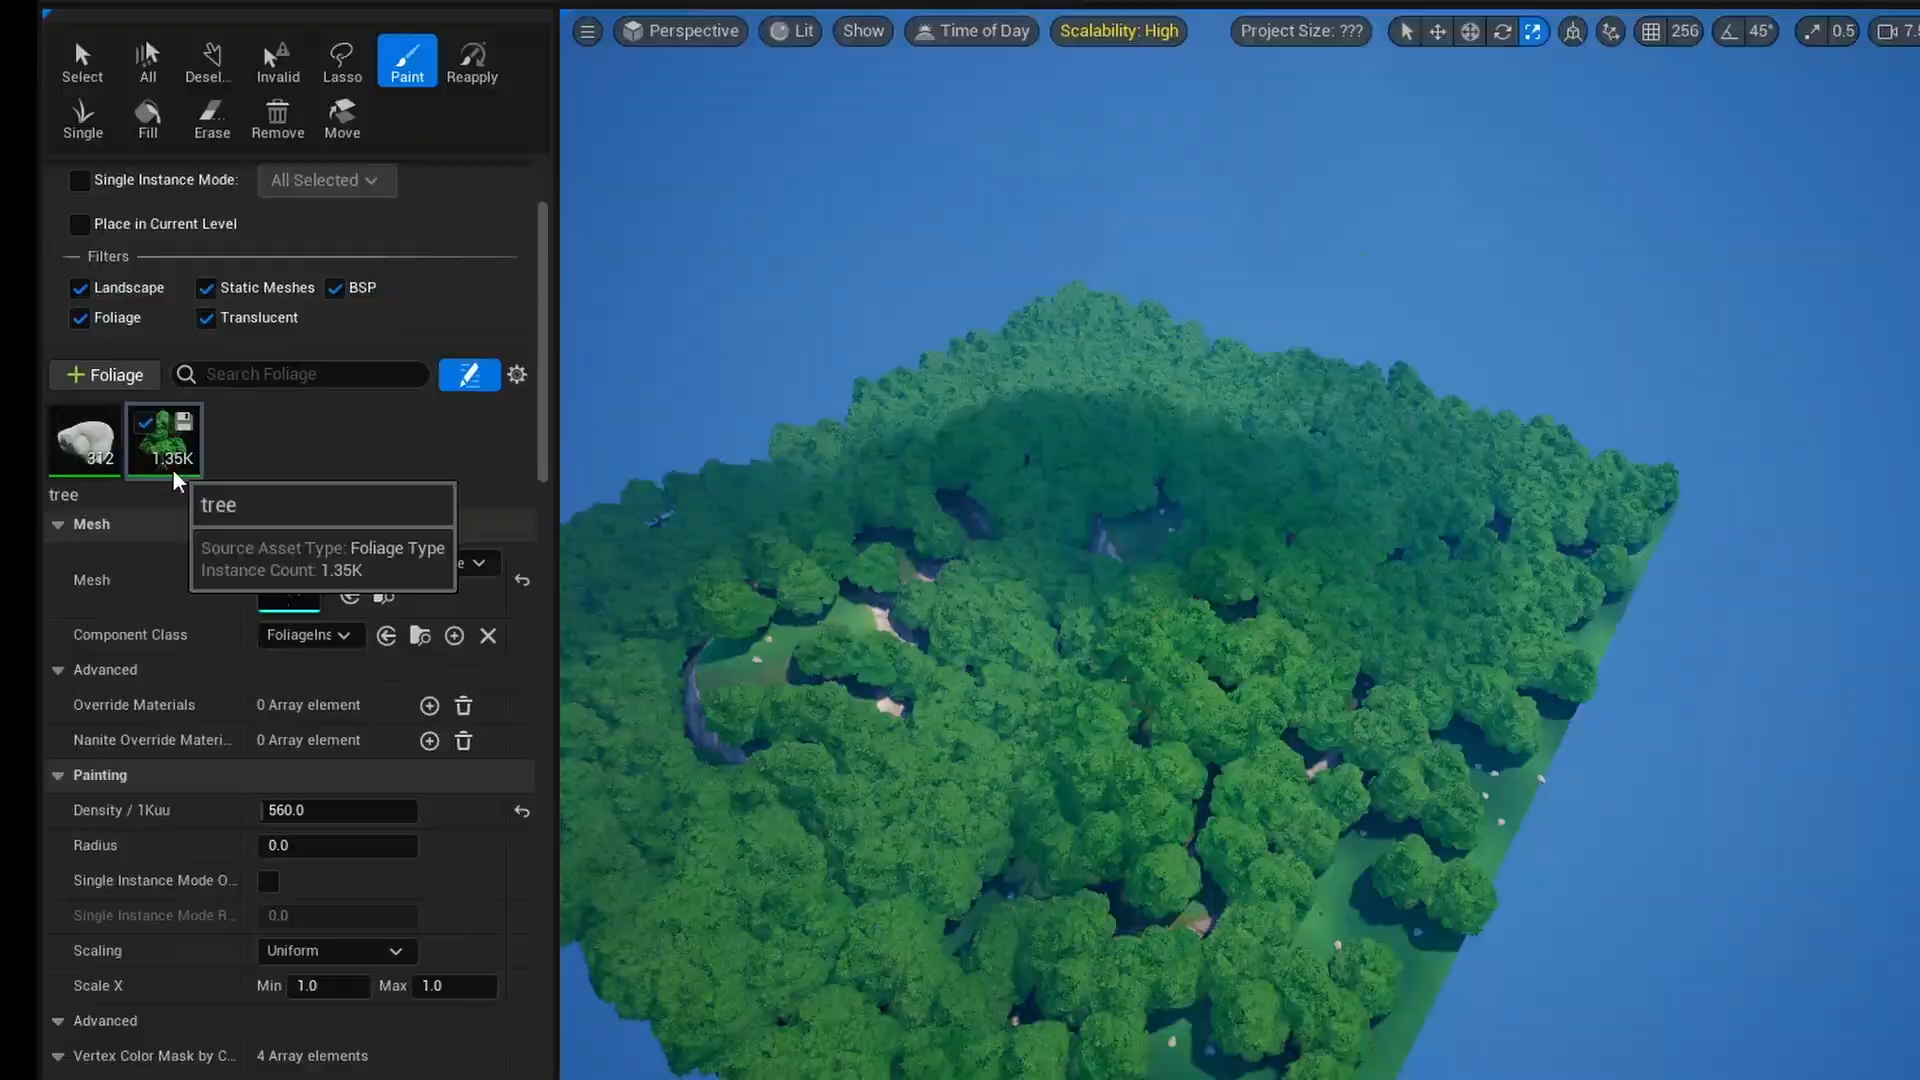 Perspective
Lit
Show
Time of Day
Scalability: High
Project Size: ???
256
45°
0.5
7.5
Select
All
Desel...
Invalid
Lasso
Paint
Reapply
Single
Fill
Erase
Remove
Move
Single Instance Mode:
All Selected
Place in Current Level
Filters
Landscape
Static Meshes
BSP
Foliage
Translucent
Foliage
Search Foliage
312
1.35K
tree
tree
Source Asset Type: Foliage Type
Instance Count: 1.35K
Mesh
Mesh
e
Component Class
FoliageIns
Advanced
Override Materials
0 Array element
Nanite Override Materi...
0 Array element
Painting
Density / 1Kuu
560.0
Radius
0.0
Single Instance Mode O...
Single Instance Mode R...
0.0
Scaling
Uniform
Scale X
Min 1.0 Max 1.0
Advanced
Vertex Color Mask by C...
4 Array elements